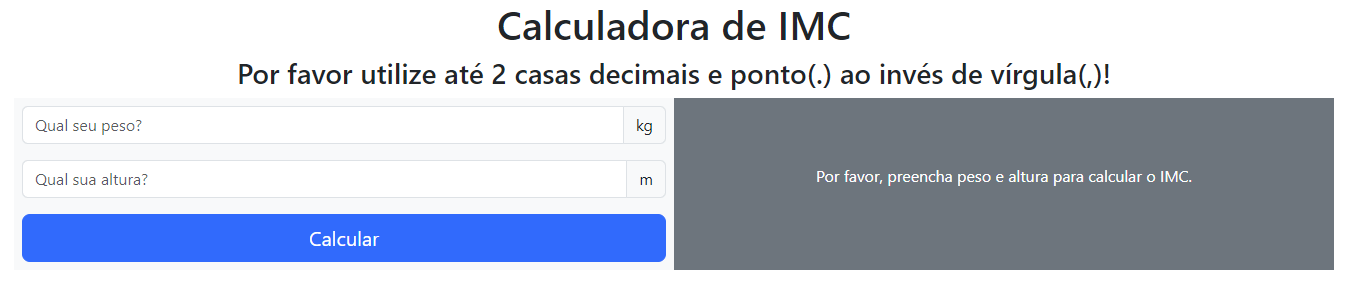 Calculadora de IMC
Por favor utilize até 2 casas decimais e ponto(.) ao invés de vírgula(,)!
Qual seu peso?
kg
Qual sua altura?
m
Calcular
Por favor, preencha peso e altura para calcular o IMC.